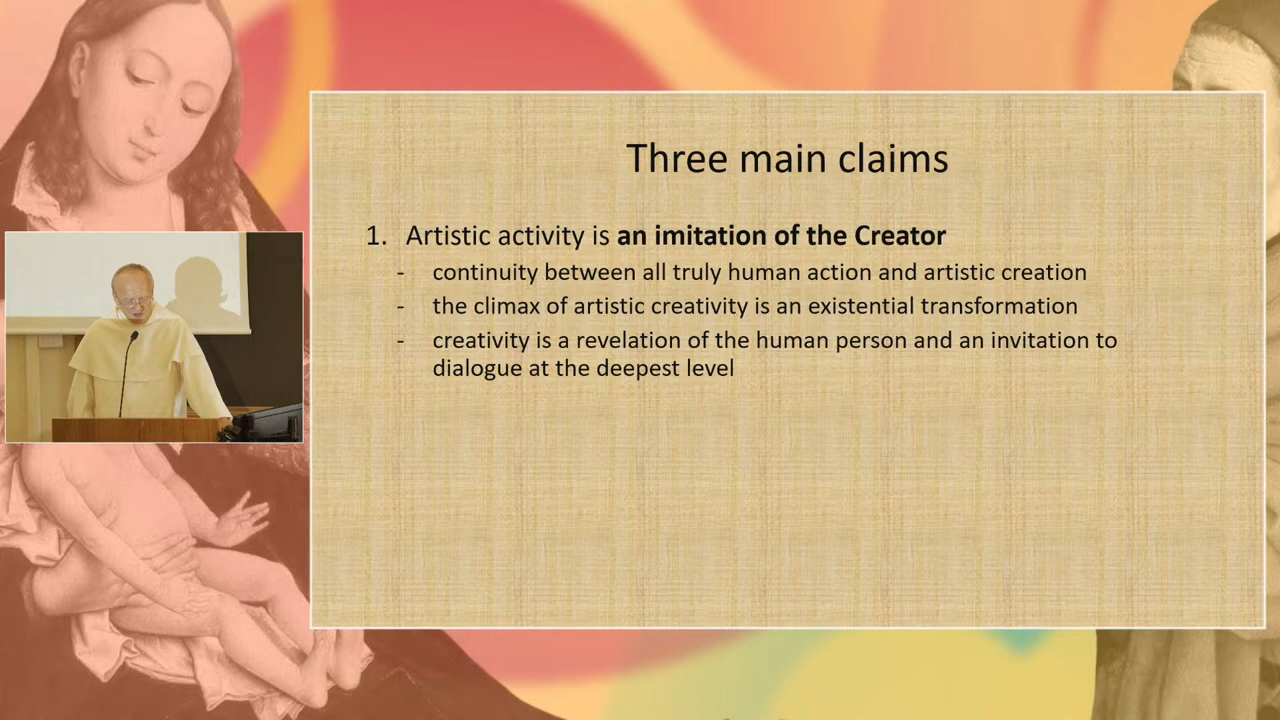 Three main claims
1. Artistic activity is an imitation of the Creator
- continuity between all truly human action and artistic creation
- the climax of artistic creativity is an existential transformation
- creativity is a revelation of the human person and an invitation to
dialogue at the deepest level